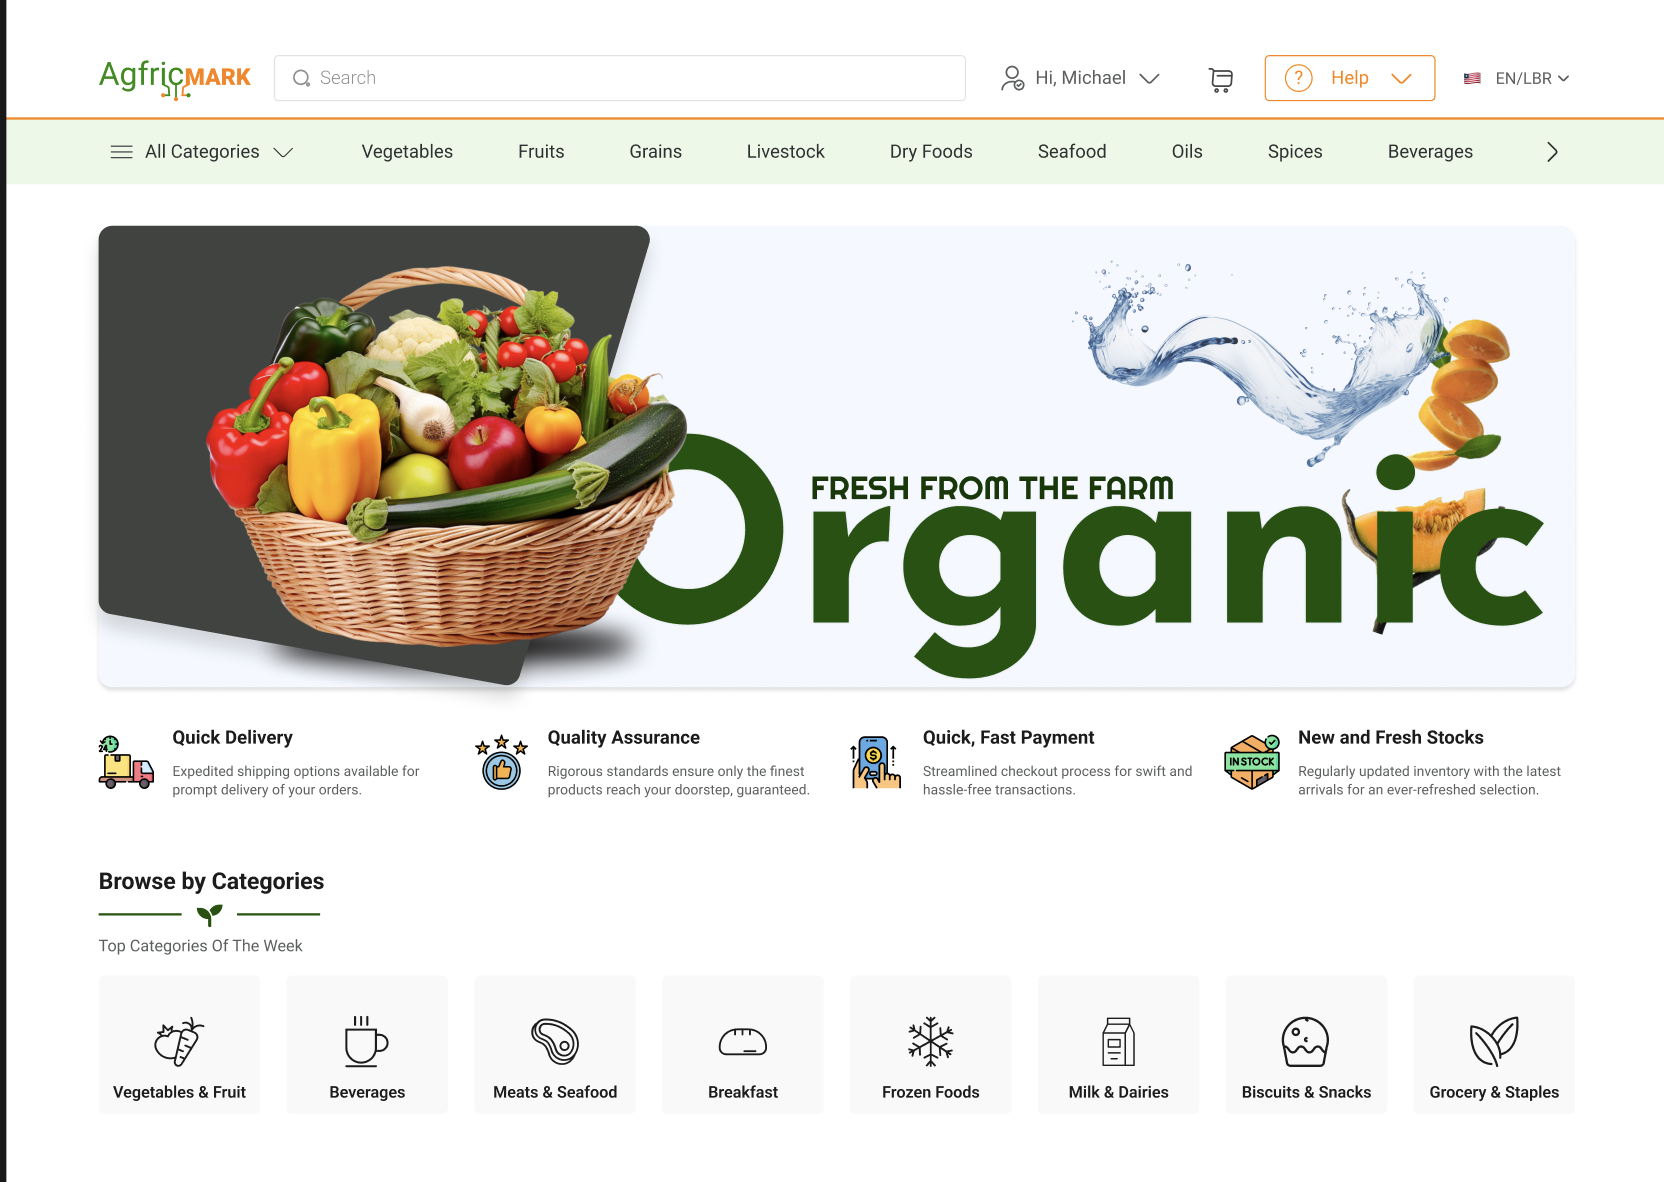 AgfricMARK
Search
Hi, Michael
? Help
EN/LBR
All Categories
Vegetables
Fruits
Grains
Livestock
Dry Foods
Seafood
Oils
Spices
Beverages
FRESH FROM THE FARM
Organic
24
Quick Delivery
Expedited shipping options available for
prompt delivery of your orders.
Quality Assurance
Rigorous standards ensure only the finest
products reach your doorstep, guaranteed.
$
Quick, Fast Payment
Streamlined checkout process for swift and
hassle-free transactions.
IN STOCK
New and Fresh Stocks
Regularly updated inventory with the latest
arrivals for an ever-refreshed selection.
Browse by Categories
Top Categories Of The Week
Vegetables & Fruit
Beverages
Meats & Seafood
Breakfast
Frozen Foods
Milk & Dairies
Biscuits & Snacks
Grocery & Staples